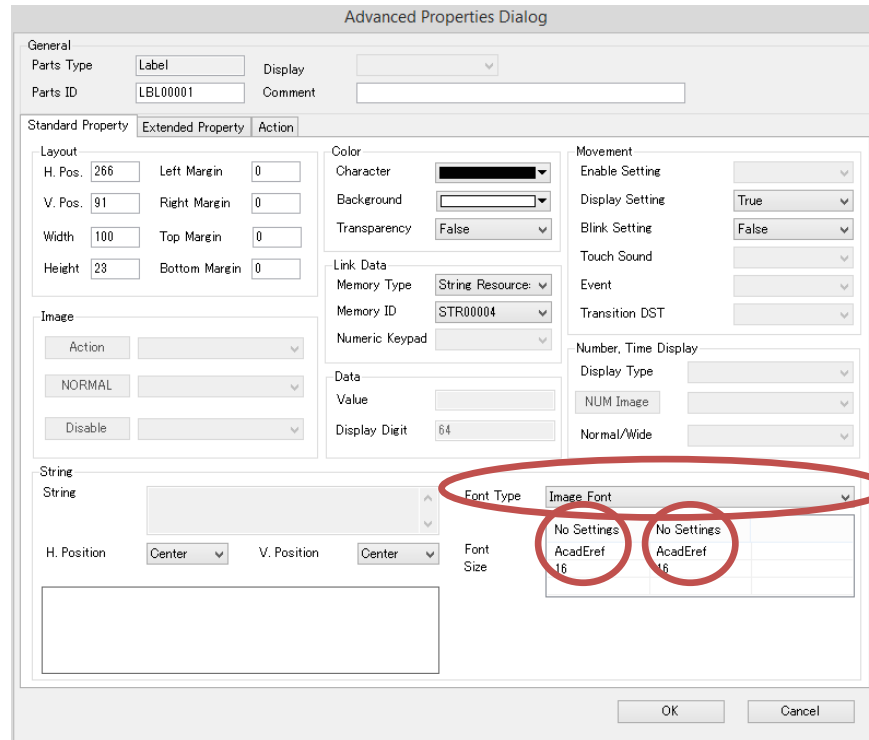 Advanced Properties Dialog
General
Parts Type Label Display
Parts ID LBL00001 Comment
Standard Property Extended Property Action
Layout
H. Pos. 266 Left Margin 0
V. Pos. 91 Right Margin 0
Width 100 Top Margin 0
Height 23 Bottom Margin 0
Color
Character
Background
Transparency False
Movement
Enable Setting
Display Setting True
Blink Setting False
Touch Sound
Event
Transition DST
Link Data
Memory Type String Resource:
Memory ID STR00004
Numeric Keypad
Image
Action
NORMAL
Disable
Data
Value
Display Digit 64
Number, Time Display
Display Type
NUM Image
Normal/Wide
String
String
Font Type Image Font
H. Position Center V. Position Center
Font
Size
No Settings No Settings
AcadEref AcadEref
16 16
OK Cancel